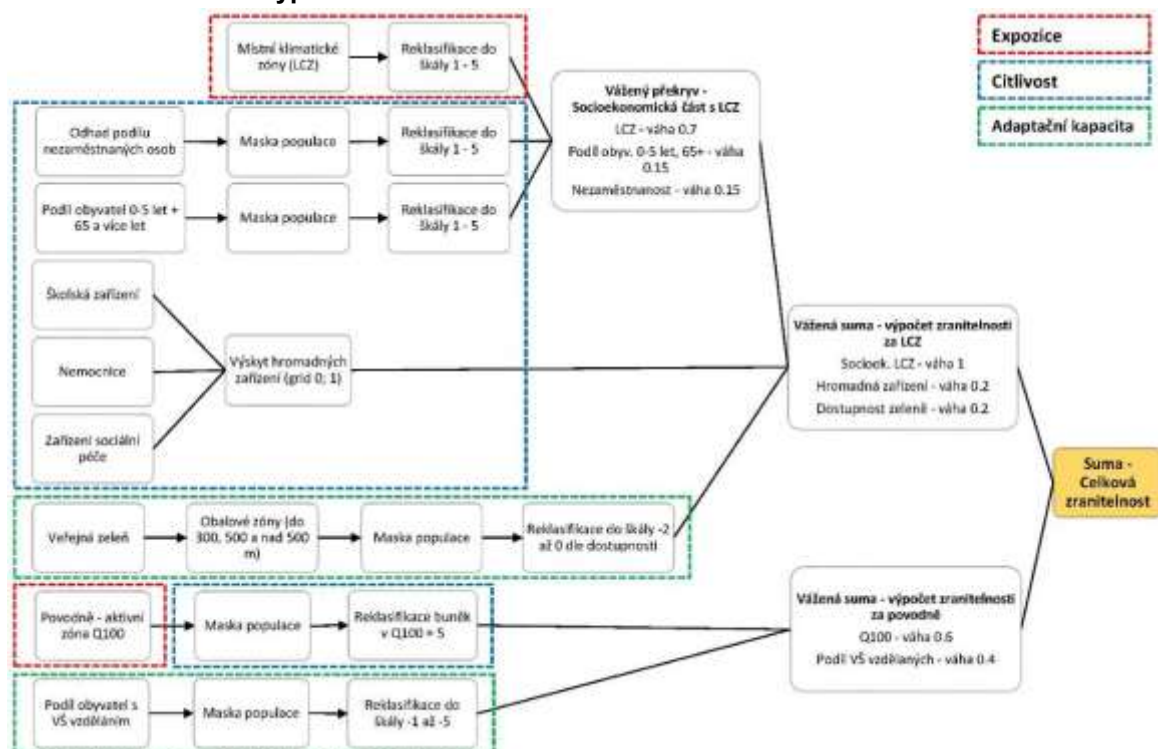 Expozice
Citlivost
Adaptační kapacita
Místní klimatické
zóny (LCZ)
Reklasifikace do
škály 1 - 5
Odhad podílu
nezaměstnaných osob
Maska populace
Reklasifikace do
škály 1 - 5
Podíl obyvatel 0-5 let +
65 a více let
Maska populace
Reklasifikace do
škály 1 - 5
Vážený překryv -
Socioekonomická část s LCZ
LCZ - váha 0.7
Podíl obyv. 0-5 let, 65+ - váha
0.15
Nezaměstnanost - váha 0.15
Školská zařízení
Nemocnice
Zařízení sociální
péče
Výskyt hromadných
zařízení (grid 0; 1)
Vážená suma - výpočet zranitelnosti
za LCZ
Socioek. LCZ - váha 1
Hromadná zařízení - váha 0.2
Dostupnost zeleně - váha 0.2
Veřejná zeleň
Obalové zóny (do
300, 500 a nad 500
m)
Maska populace
Reklasifikace do škály -2
až 0 dle dostupnosti
Povodně - aktivní
zóna Q100
Maska populace
Reklasifikace buněk
v Q100 = 5
Podíl obyvatel s
VŠ vzděláním
Maska populace
Reklasifikace do
škály -1 až -5
Vážená suma - výpočet zranitelnosti
za povodně
Q100 - váha 0.6
Podíl VŠ vzdělaných - váha 0.4
Suma -
Celková
zranitelnost